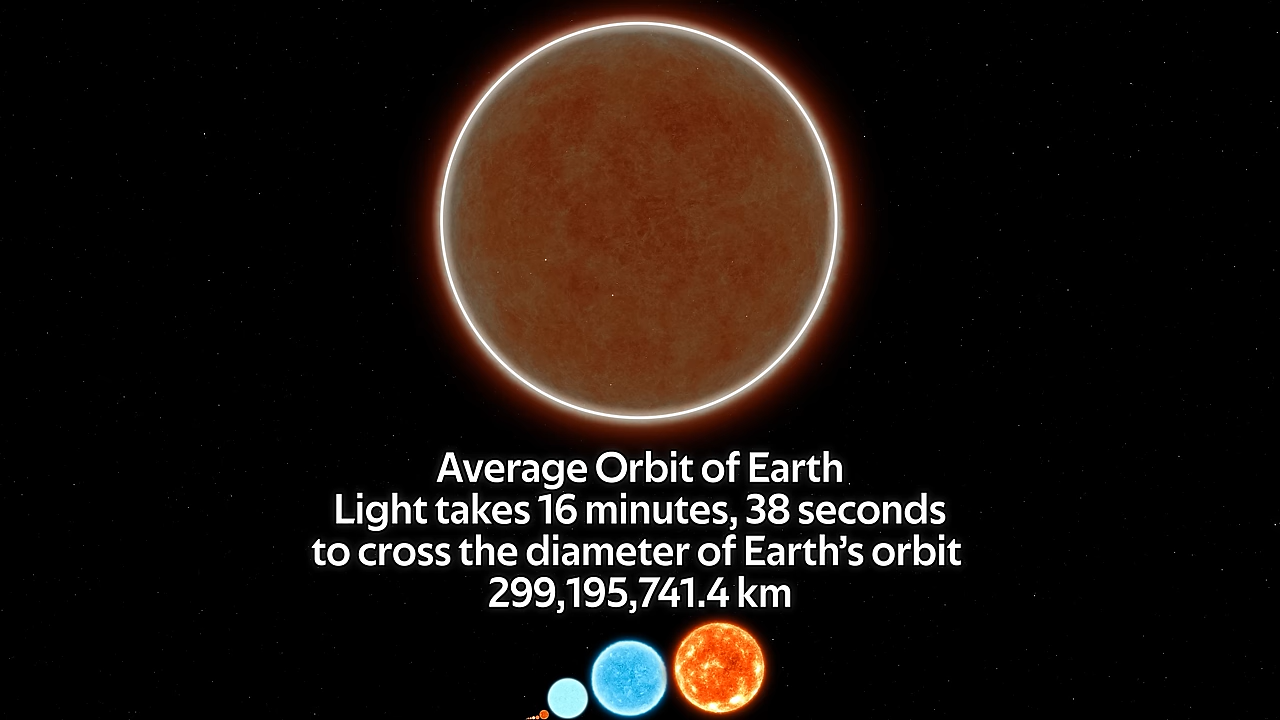 Average Orbit of Earth
Light takes 16 minutes, 38 seconds
to cross the diameter of Earth’s orbit
299,195,741.4 km